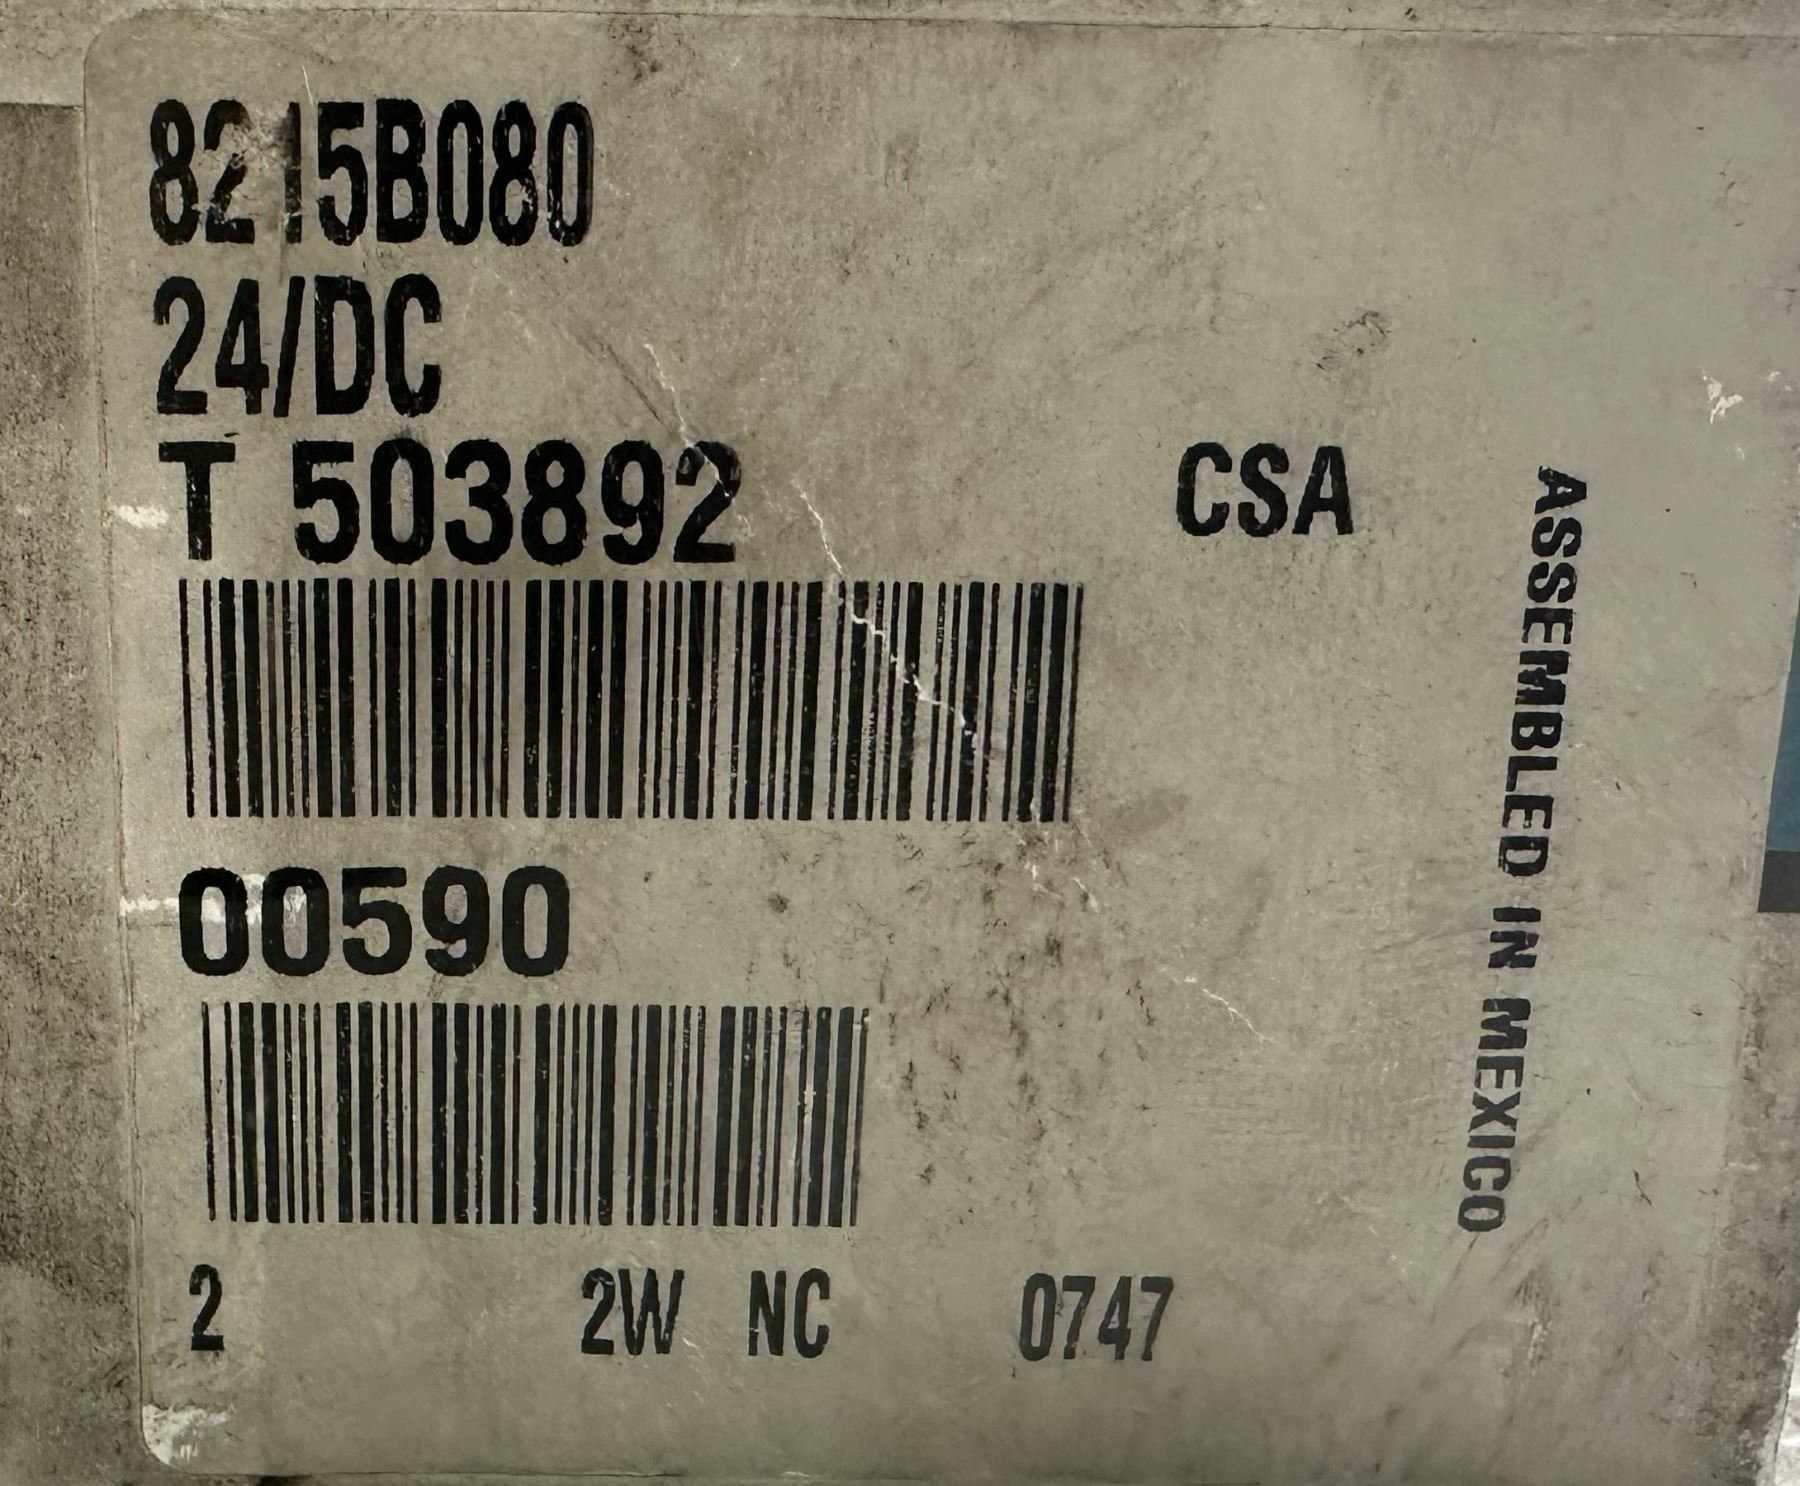 8215B080
24/DC
T 503892
CSA
00590
2 2W NC 0747
ASSEMBLED IN MEXICO